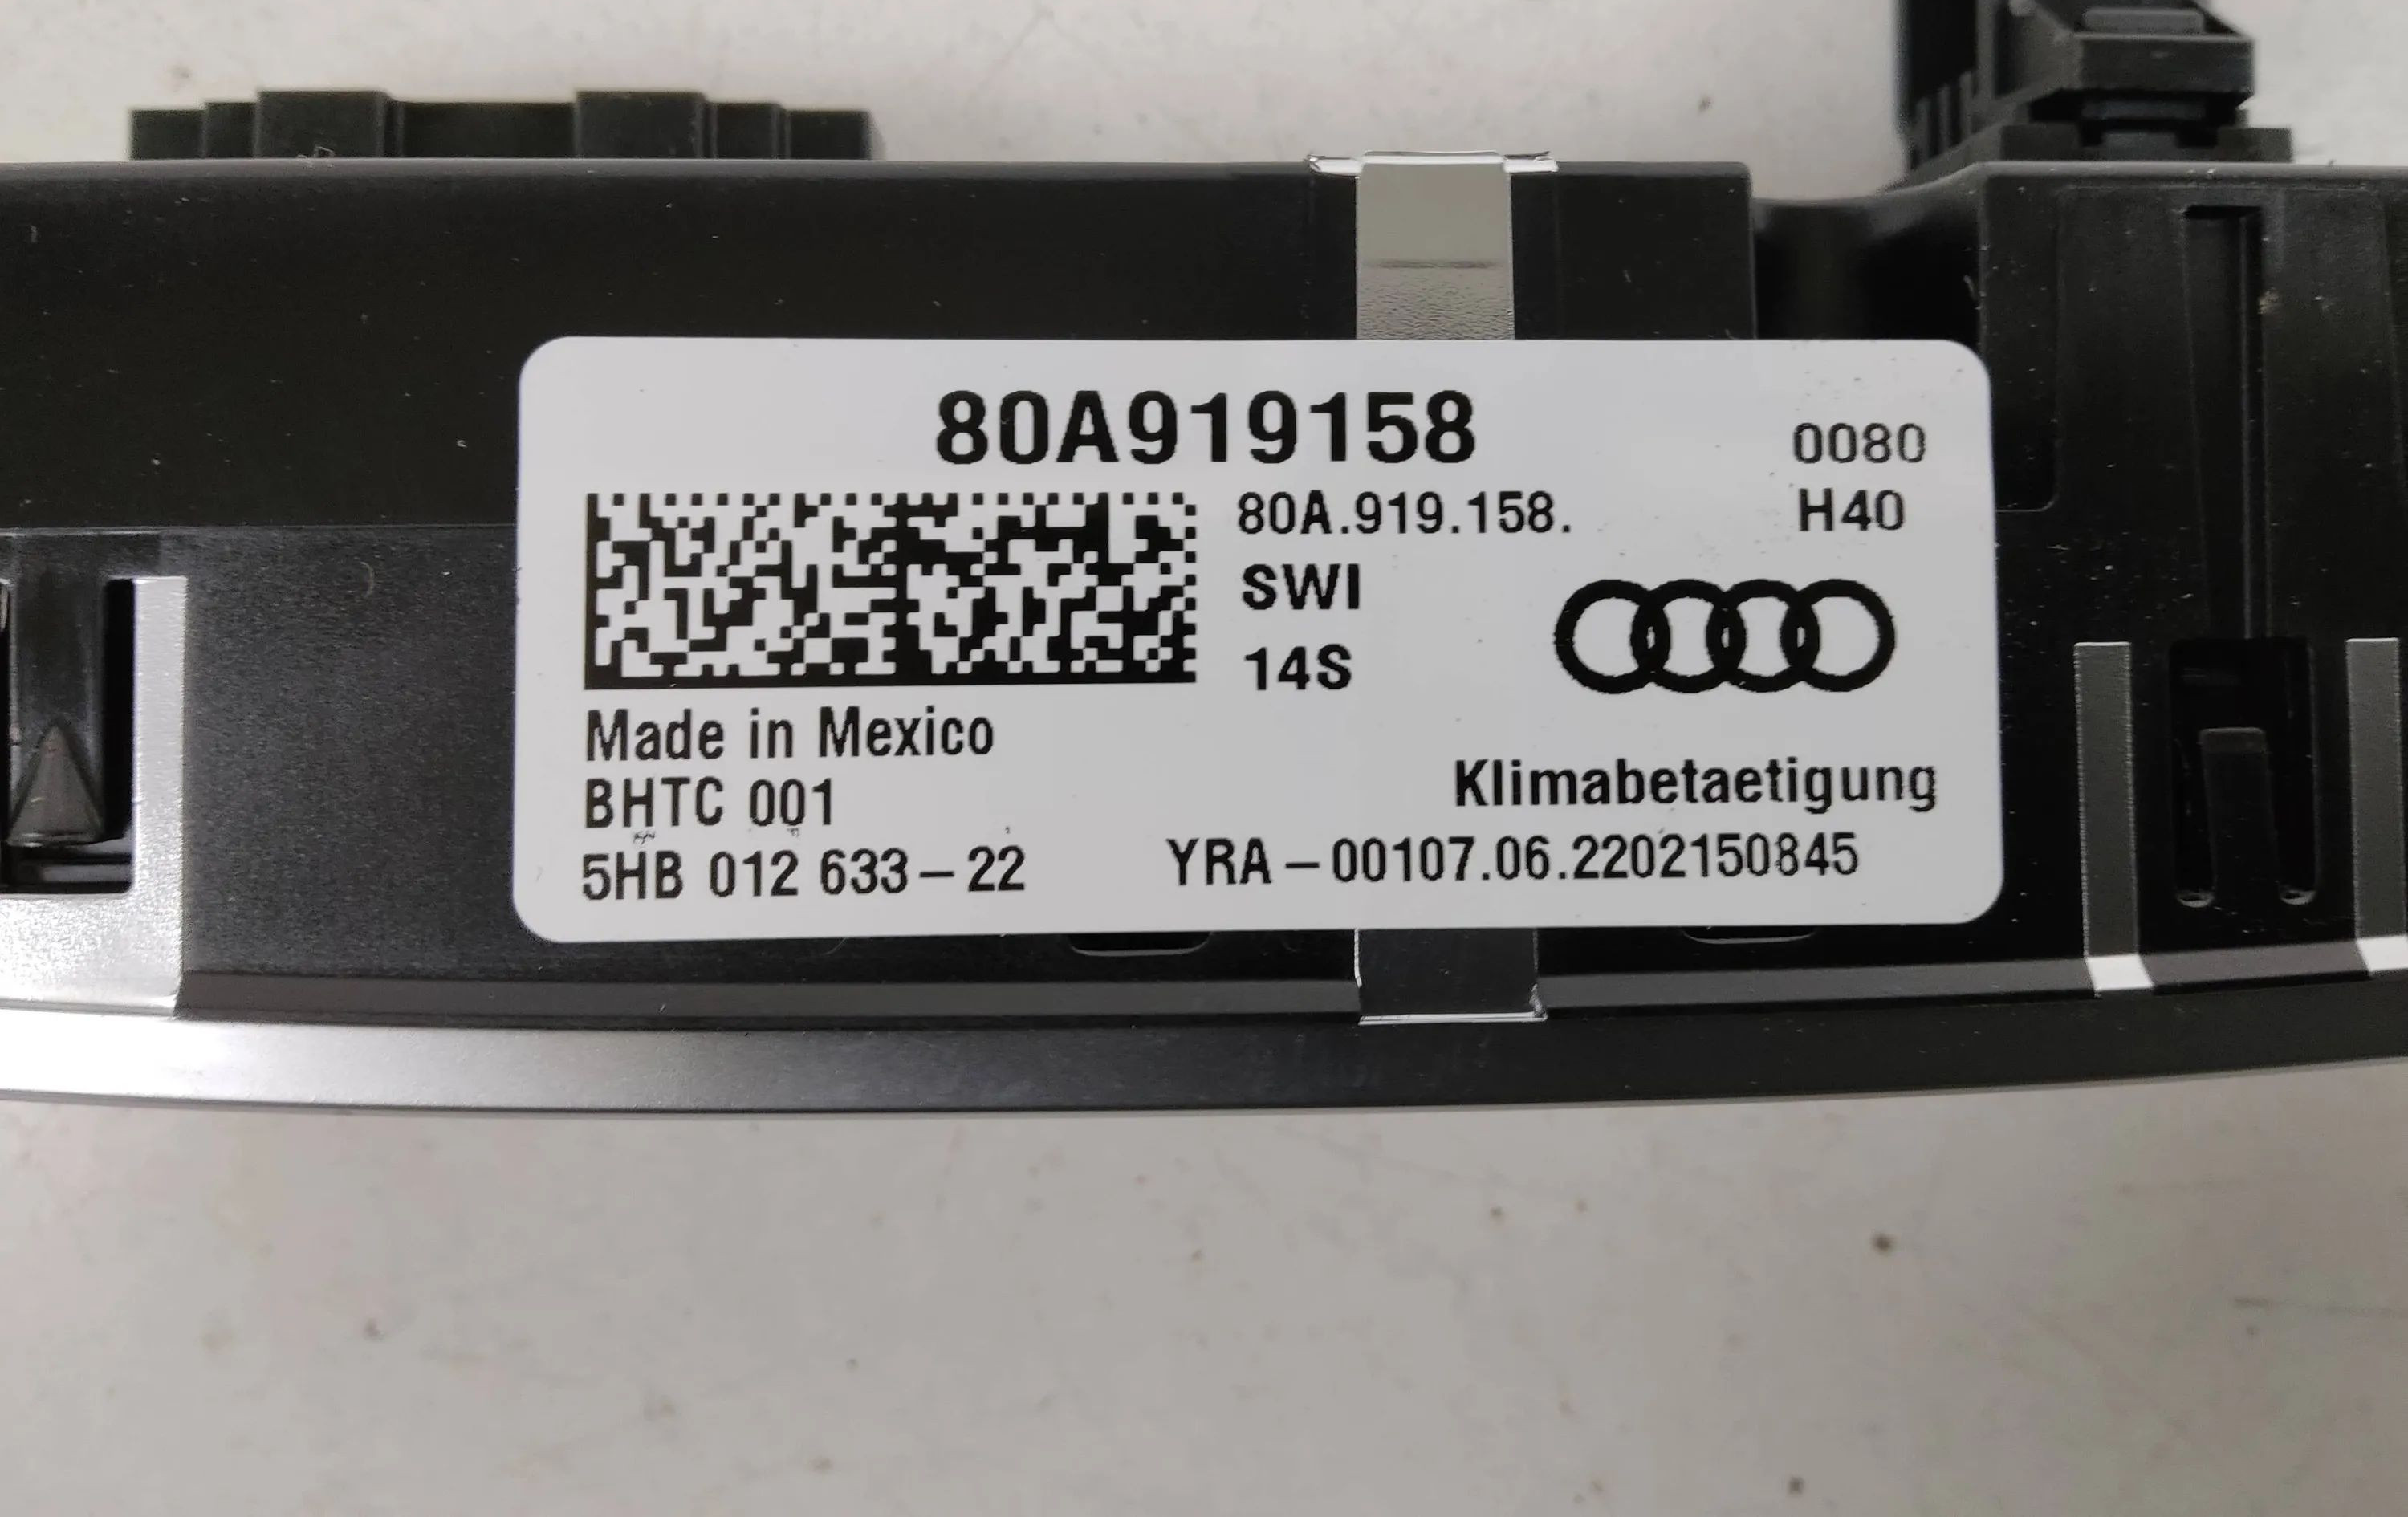 80A919158
0080
80A.919.158.
H40
SWI
14S
Made in Mexico
BHTC 001
Klimabetaetigung
5HB 012 633-22
YRA-00107.06.2202150845